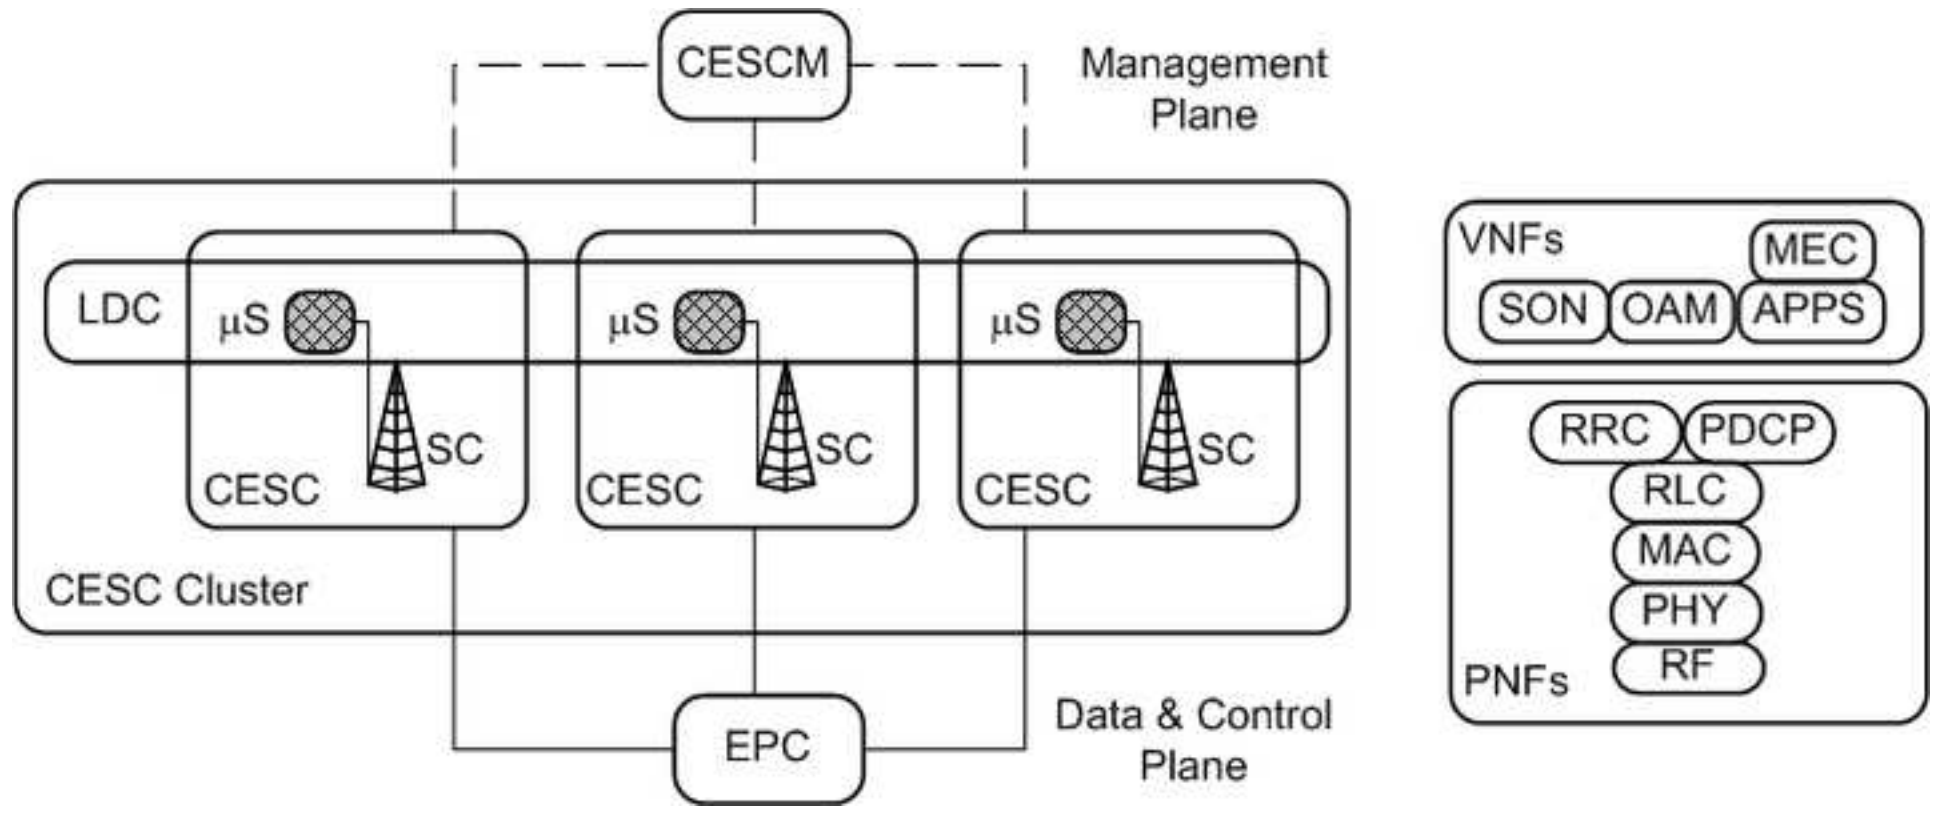 CESCM
Management
Plane
LDC
μS
μS
μS
SC
SC
SC
CESC
CESC
CESC
CESC Cluster
EPC
Data & Control
Plane
VNFs
MEC
SON
OAM
APPS
RRC
PDCP
RLC
MAC
PHY
RF
PNFs